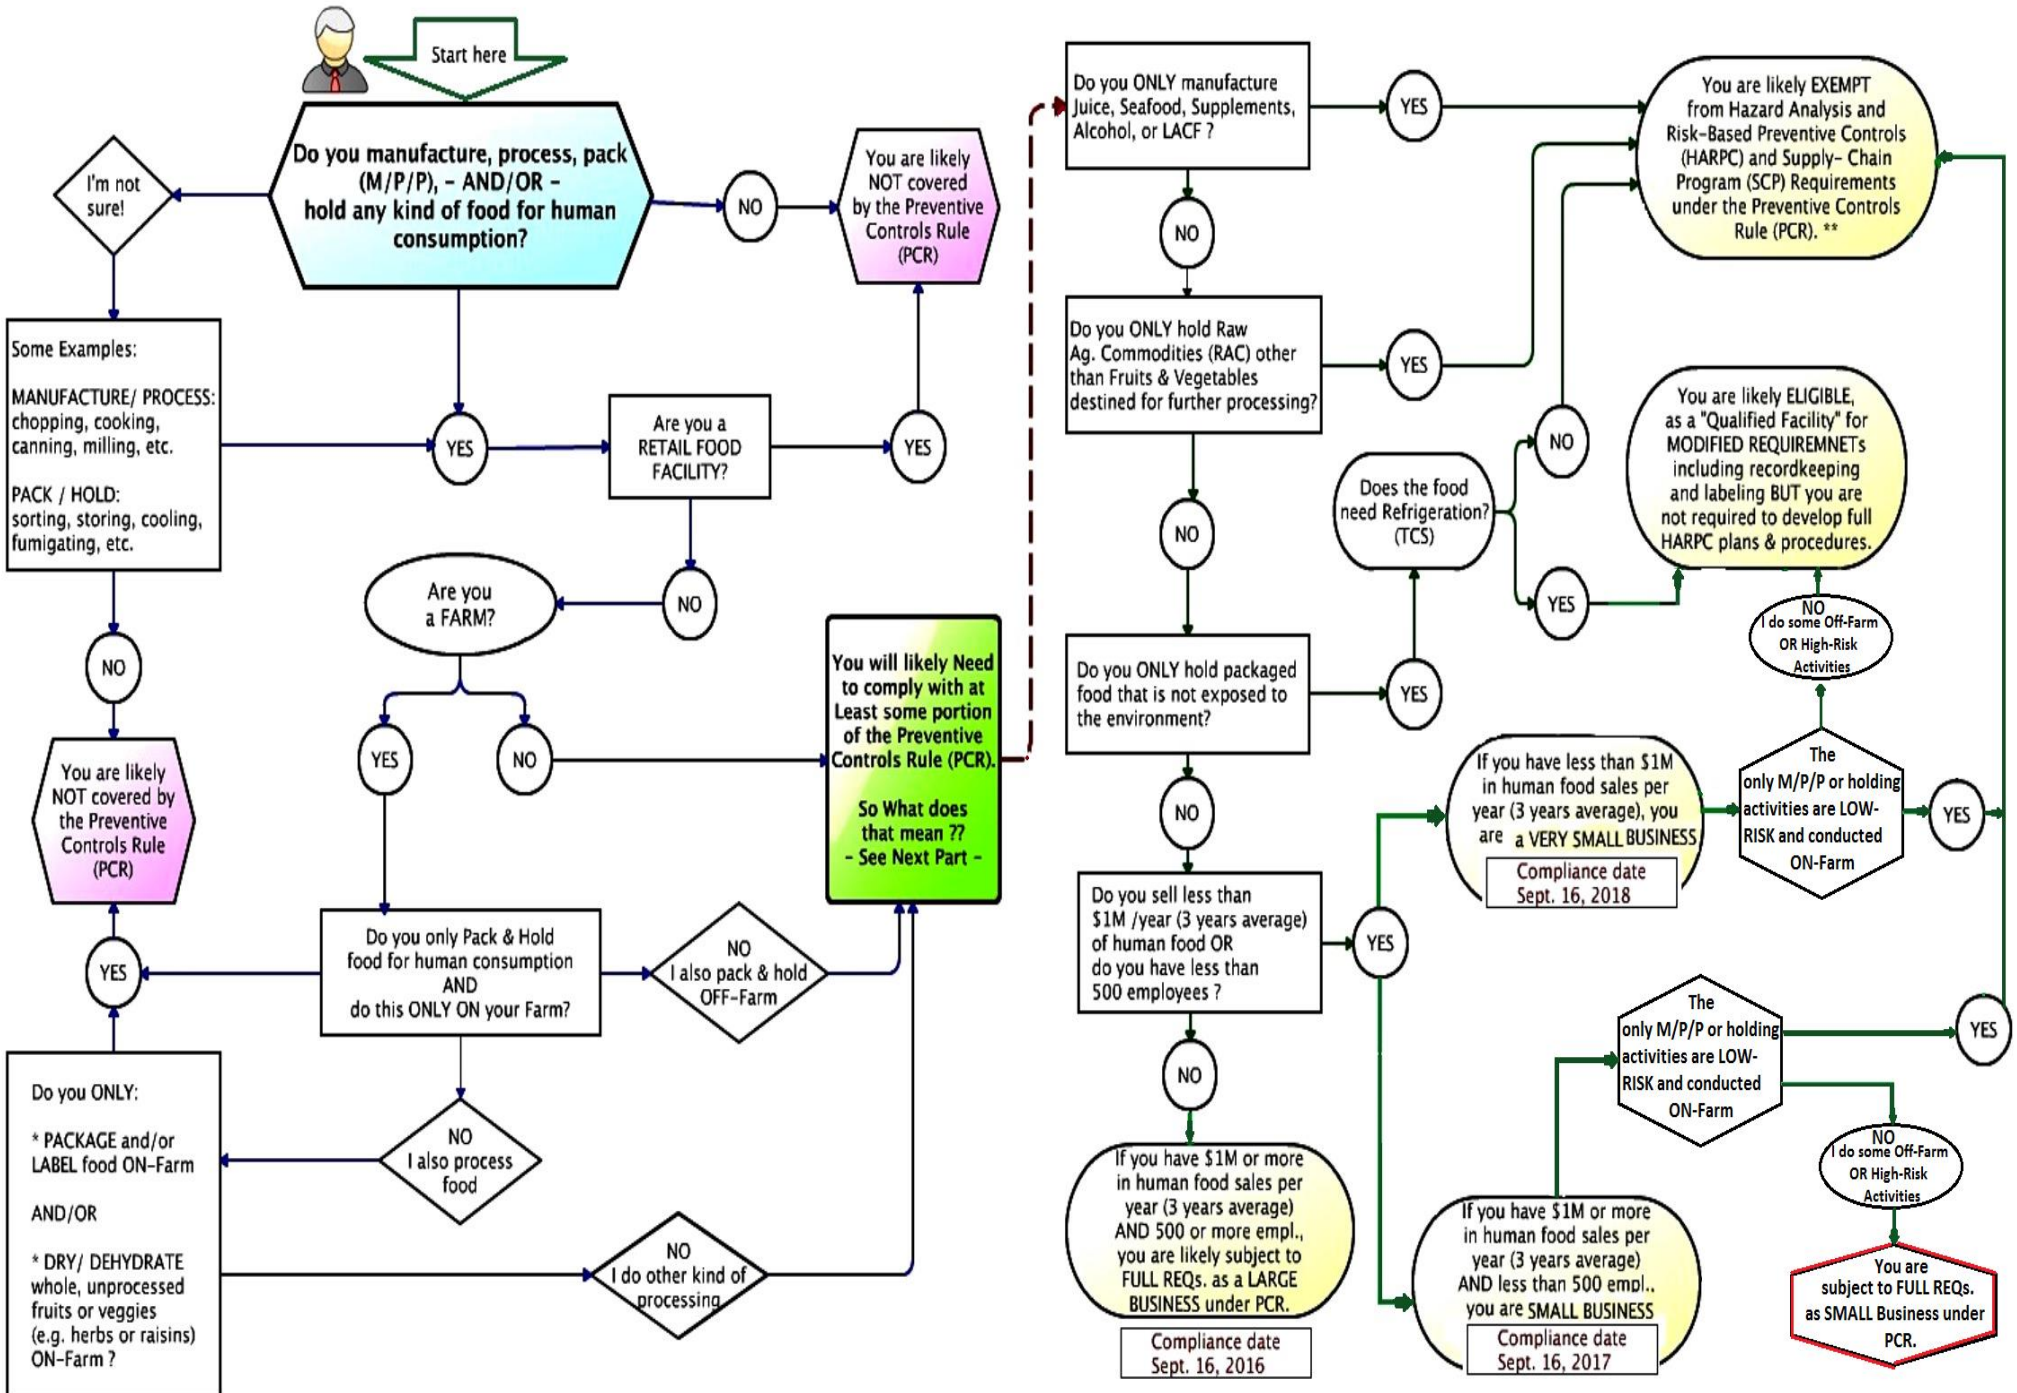 Start here
Do you manufacture, process, pack
(M/P/P), - AND/OR -
hold any kind of food for human
consumption?
I'm not
sure!
NO
You are likely
NOT covered
by the Preventive
Controls Rule
(PCR)
Some Examples:
MANUFACTURE/ PROCESS:
chopping, cooking,
canning, milling, etc.
PACK / HOLD:
sorting, storing, cooling,
fumigating, etc.
YES
Are you a
RETAIL FOOD
FACILITY?
YES
NO
Are you
a FARM?
NO
YES
NO
You are likely
NOT covered by
the Preventive
Controls Rule
(PCR)
You will likely Need
to comply with at
Least some portion
of the Preventive
Controls Rule (PCR).
So What does
that mean ??
- See Next Part -
YES
Do you only Pack & Hold
food for human consumption
AND
do this ONLY ON your Farm?
NO
I also pack & hold
OFF-Farm
NO
I also process
food
Do you ONLY:
* PACKAGE and/or
LABEL food ON-Farm
AND/OR
* DRY/ DEHYDRATE
whole, unprocessed
fruits or veggies
(e.g. herbs or raisins)
ON-Farm ?
NO
I do other kind of
processing
Do you ONLY manufacture
Juice, Seafood, Supplements,
Alcohol, or LACF ?
YES
You are likely EXEMPT
from Hazard Analysis and
Risk-Based Preventive Controls
(HARPC) and Supply- Chain
Program (SCP) Requirements
under the Preventive Controls
Rule (PCR). **
NO
Do you ONLY hold Raw
Ag. Commodities (RAC) other
than Fruits & Vegetables
destined for further processing?
YES
NO
Does the food
need Refrigeration?
(TCS)
NO
YES
You are likely ELIGIBLE,
as a "Qualified Facility" for
MODIFIED REQUIREMNETs
including recordkeeping
and labeling BUT you are
not required to develop full
HARPC plans & procedures.
Do you ONLY hold packaged
food that is not exposed to
the environment?
YES
NO
I do some Off-Farm
OR High-Risk
Activities
NO
If you have less than $1M
in human food sales per
year (3 years average), you
are a VERY SMALL BUSINESS
Compliance date
Sept. 16, 2018
The
only M/P/P or holding
activities are LOW-
RISK and conducted
ON-Farm
YES
Do you sell less than
$1M /year (3 years average)
of human food OR
do you have less than
500 employees ?
YES
NO
The
only M/P/P or holding
activities are LOW-
RISK and conducted
ON-Farm
YES
NO
I do some Off-Farm
OR High-Risk
Activities
If you have $1M or more
in human food sales per
year (3 years average)
AND 500 or more empl.,
you are likely subject to
FULL REQs. as a LARGE
BUSINESS under PCR.
Compliance date
Sept. 16, 2016
If you have $1M or more
in human food sales per
year (3 years average)
AND less than 500 empl..
you are SMALL BUSINESS
Compliance date
Sept. 16, 2017
You are
subject to FULL REQs.
as SMALL Business under
PCR.